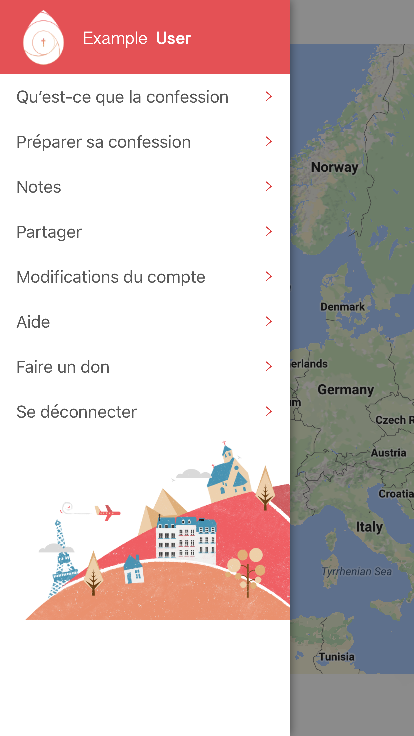 Example User
Qu’est-ce que la confession
Préparer sa confession
Notes
Partager
Modifications du compte
Aide
Faire un don
Se déconnecter
Norway
Denmark
Germany
Czech R
Austria
Croatia
Italy
Tyrrhenian Sea
Tunisia